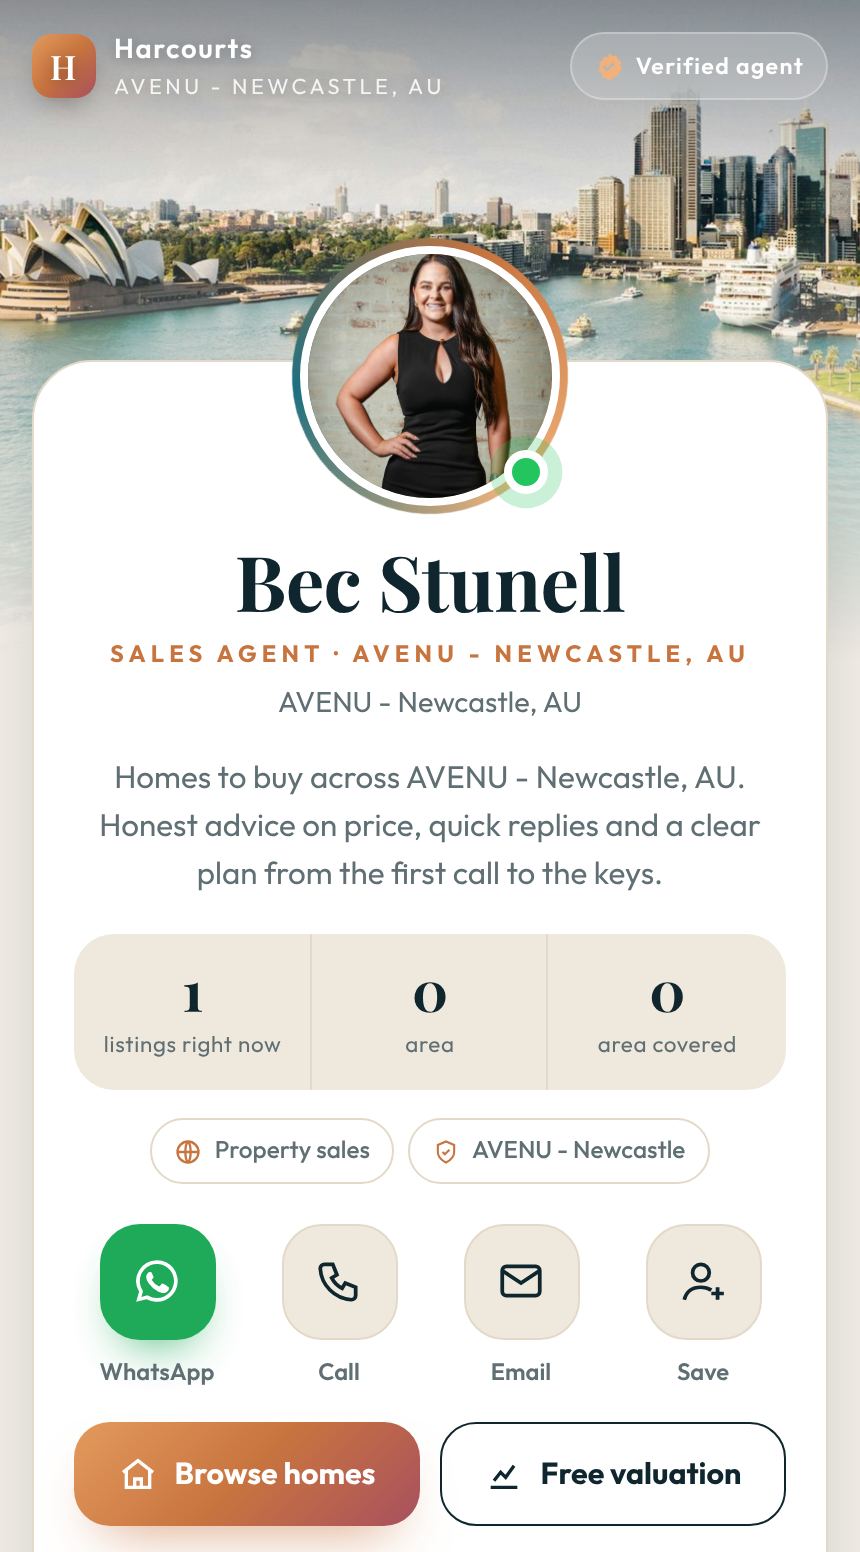 H
Harcourts
AVENU - NEWCASTLE, AU
Verified agent
Bec Stunell
SALES AGENT · AVENU - NEWCASTLE, AU
AVENU - Newcastle, AU
Homes to buy across AVENU - Newcastle, AU.
Honest advice on price, quick replies and a clear
plan from the first call to the keys.
1
listings right now
0
area
0
area covered
Property sales
AVENU - Newcastle
WhatsApp
Call
Email
Save
Browse homes
Free valuation